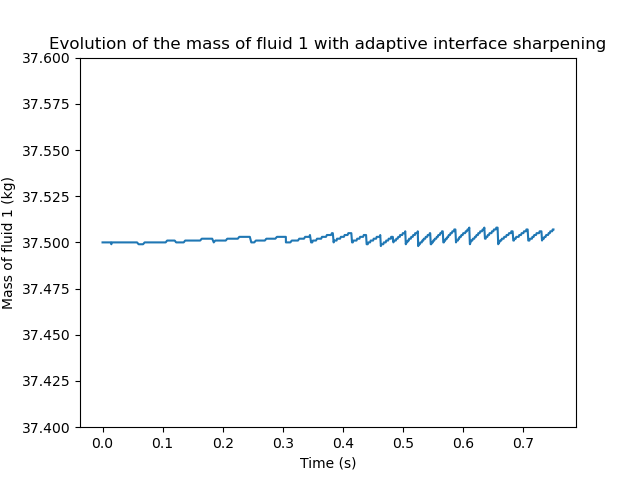 Evolution of the mass of fluid 1 with adaptive interface sharpening
37.600
37.575
37.550
37.525
37.500
37.475
37.450
37.425
37.400
Mass of fluid 1 (kg)
0.0 0.1 0.2 0.3 0.4 0.5 0.6 0.7
Time (s)